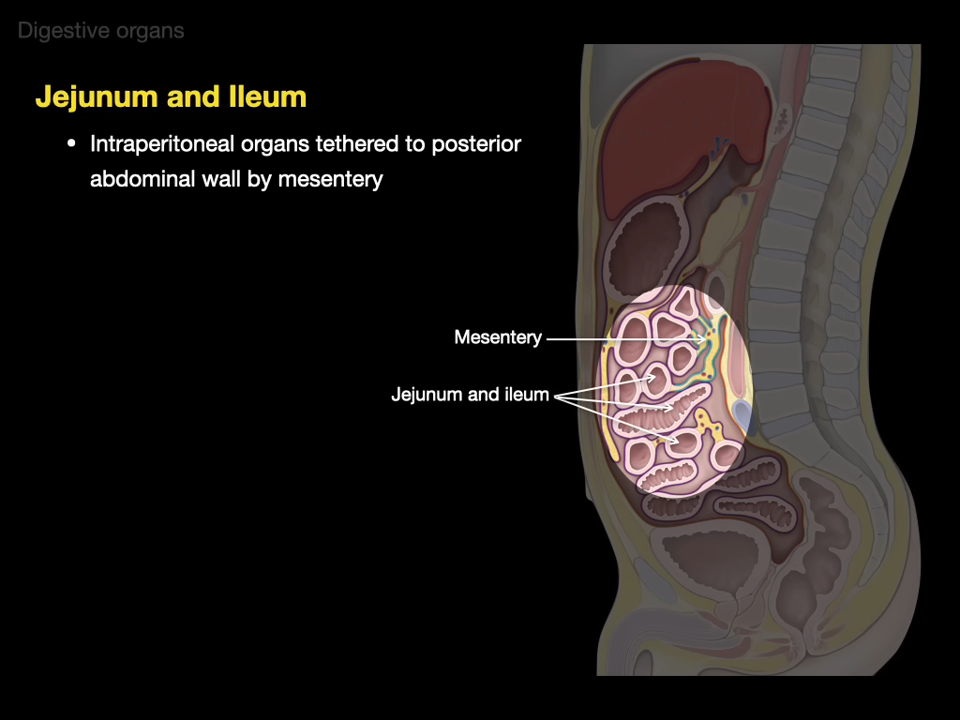 Digestive organs
Jejunum and Ileum
• Intraperitoneal organs tethered to posterior
abdominal wall by mesentery
Mesentery
Jejunum and ileum